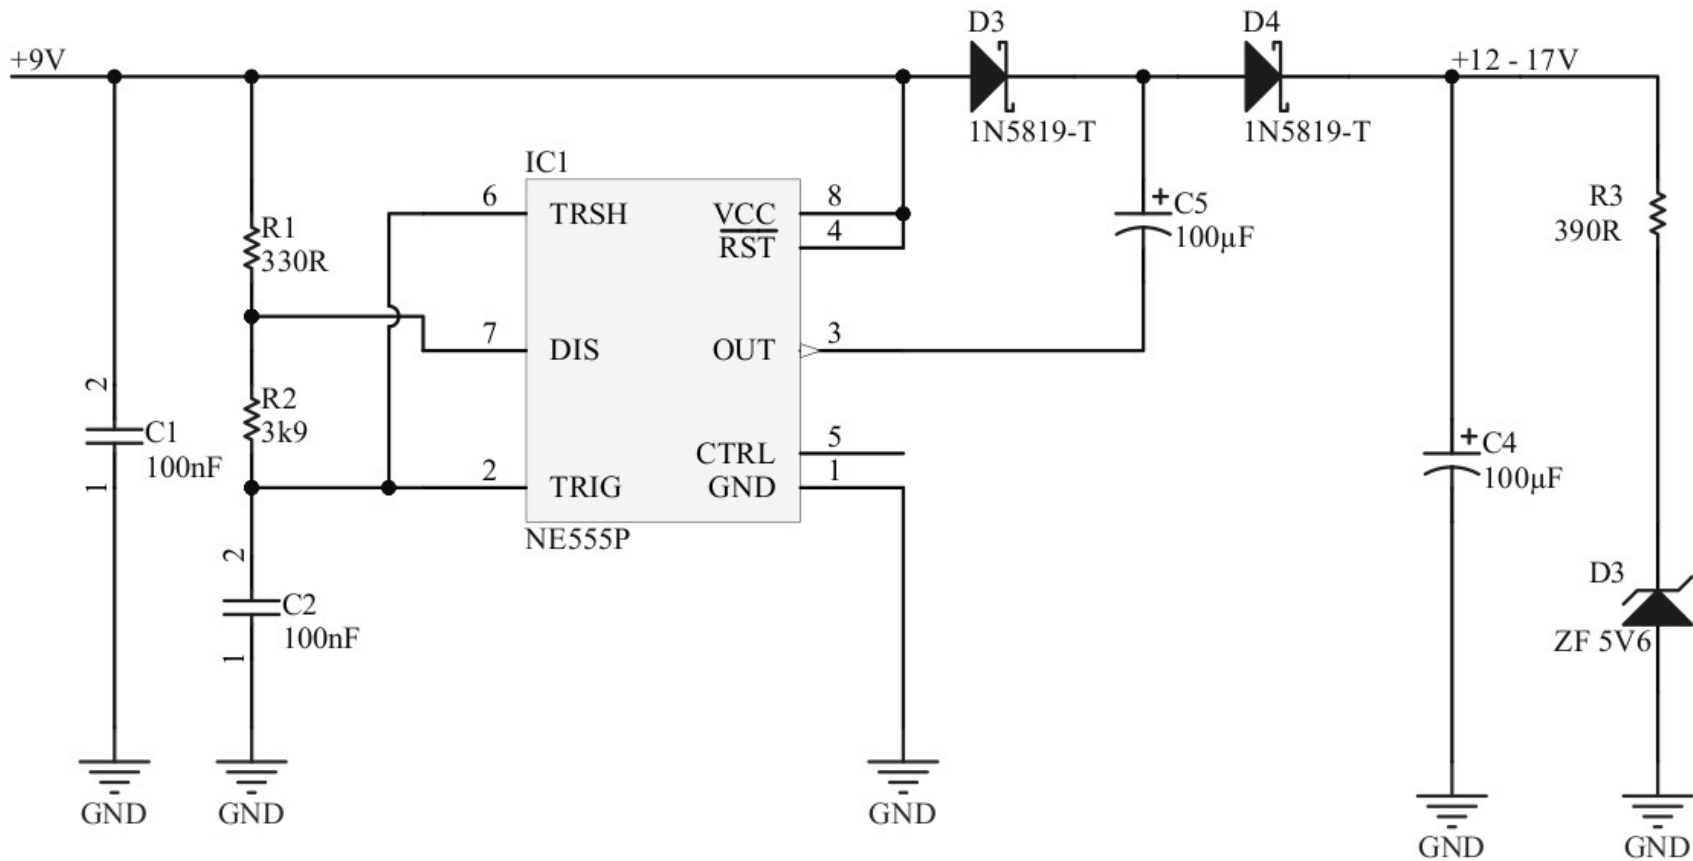 D3
D4
+9V
+12 - 17V
1N5819-T
1N5819-T
IC1
6
TRSH
VCC
8
RST
4
+
C5
100µF
R3
390R
R1
330R
7
DIS
OUT
3
2
C1
100nF
1
R2
3k9
CTRL
5
2
TRIG
GND
1
+
C4
100µF
NE555P
2
C2
100nF
1
D3
ZF 5V6
GND
GND
GND
GND
GND